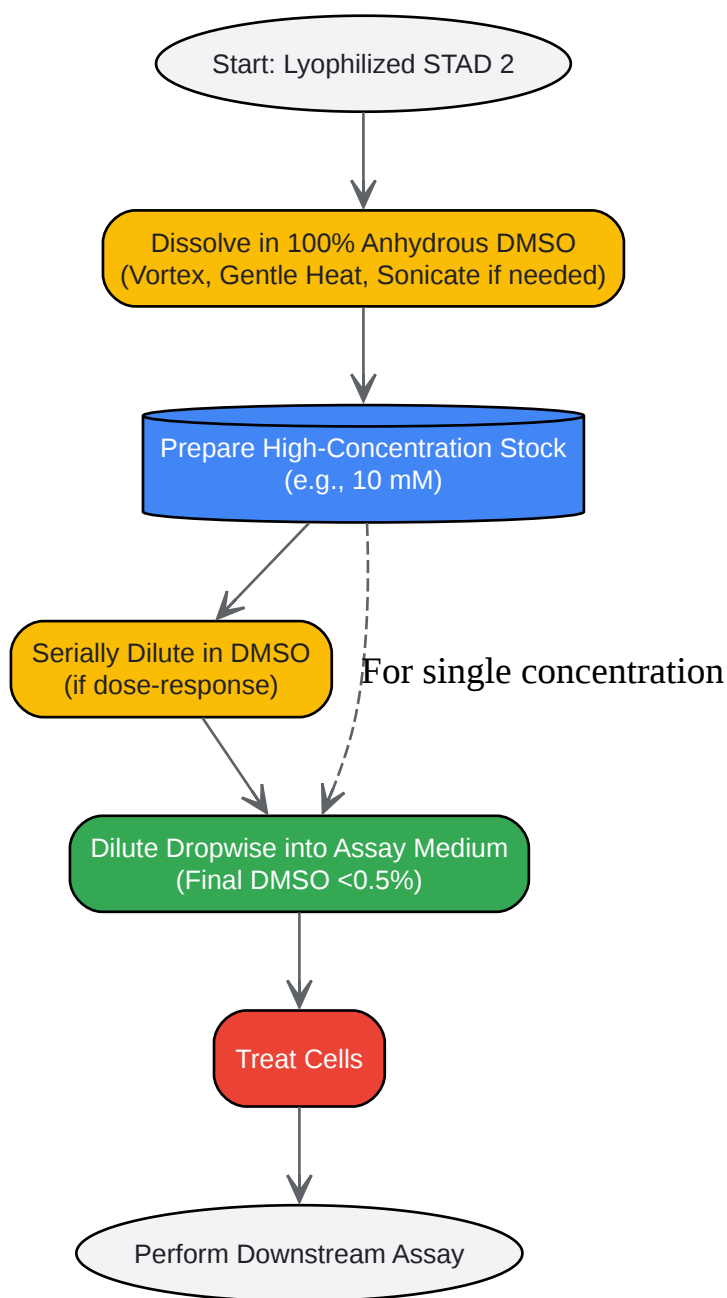 Start: Lyophilized STAD 2
Dissolve in 100% Anhydrous DMSO
(Vortex, Gentle Heat, Sonicate if needed)
Prepare High-Concentration Stock
(e.g., 10 mM)
Serially Dilute in DMSO
(if dose-response)
For single concentration
Dilute Dropwise into Assay Medium
(Final DMSO <0.5%)
Treat Cells
Perform Downstream Assay